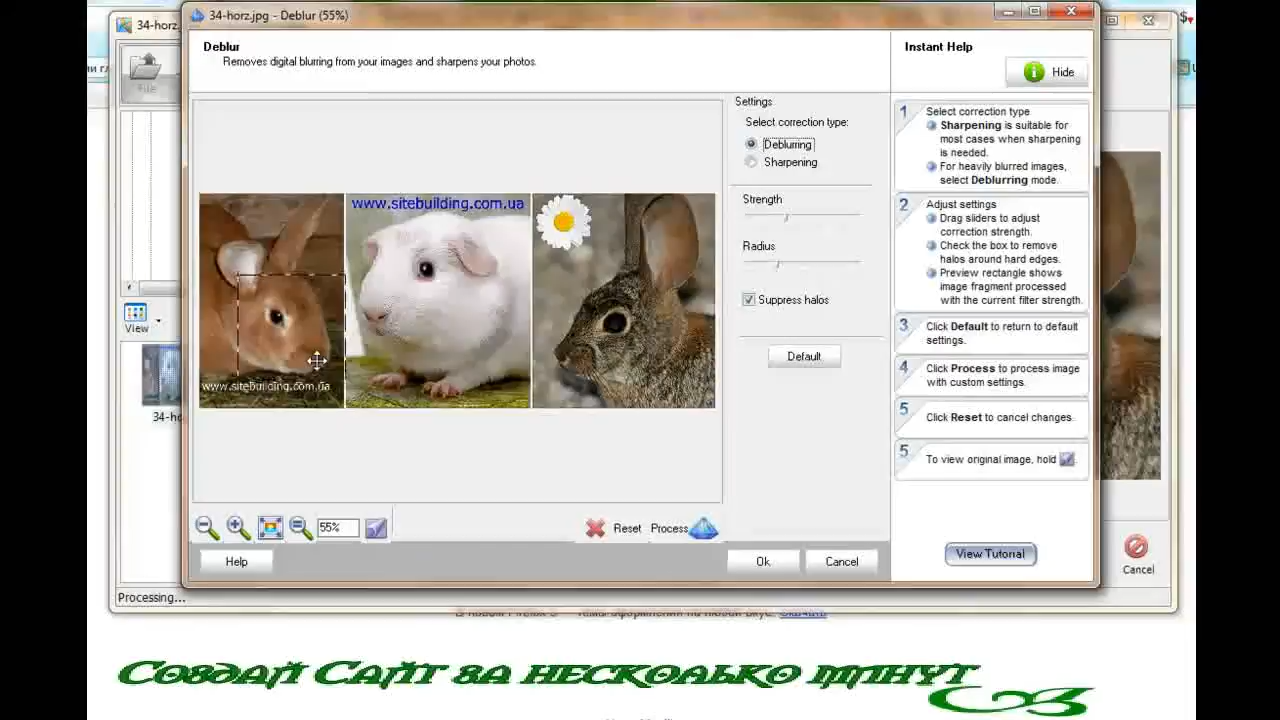 34-horz.jpg - Deblur (55%)
34-horz.
Deblur
Removes digital blurring from your images and sharpens your photos.
File
View
34-ho
Processing...
www.sitebuilding.com.ua
www.sitebuilding.com.ua
Settings
Select correction type:
Deblurring
Sharpening
Strength
Radius
Suppress halos
Default
55%
Reset
Process
Help
Ok
Cancel
Instant Help
Hide
1
Select correction type
Sharpening is suitable for
most cases when sharpening
is needed.
For heavily blurred images,
select Deblurring mode.
2
Adjust settings
Drag sliders to adjust
correction strength.
Check the box to remove
halos around hard edges.
Preview rectangle shows
image fragment processed
with the current filter strength.
3
Click Default to return to default
settings.
4
Click Process to process image
with custom settings.
5
Click Reset to cancel changes.
5
To view original image, hold
View Tutorial
Cancel
Создай Сайт за несколько минут